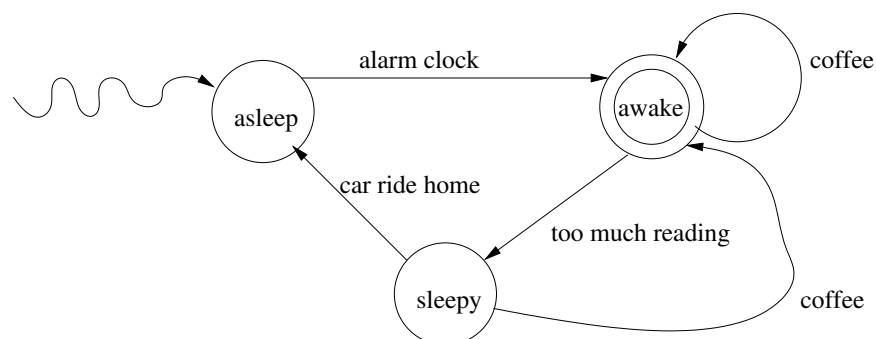 alarm clock
coffee
asleep
awake
car ride home
too much reading
sleepy
coffee